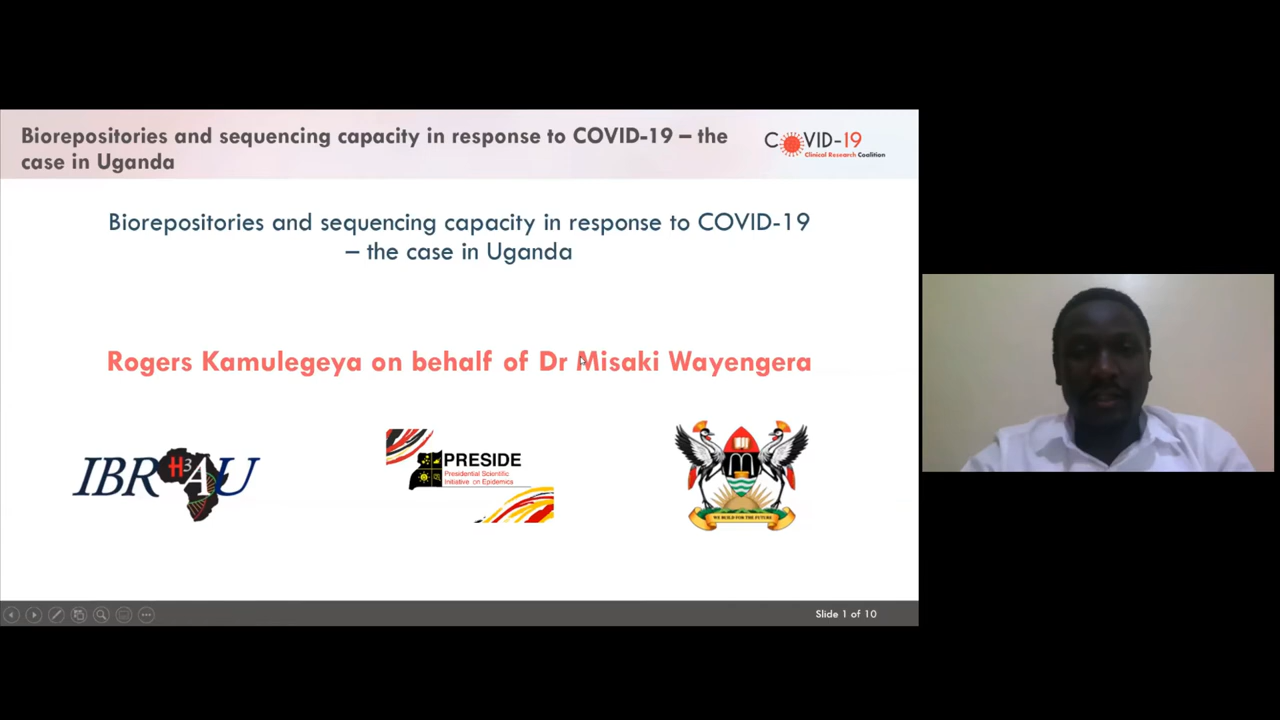 Biorepositories and sequencing capacity in response to COVID-19 – the
case in Uganda
COVID-19
Clinical Research Coalition
Biorepositories and sequencing capacity in response to COVID-19
– the case in Uganda
Rogers Kamulegeya on behalf of Dr Misaki Wayengera
IBRH3AU
PRESIDE
Presidential Scientific
Initiative on Epidemics
WE BUILD FOR THE FUTURE
Slide 1 of 10